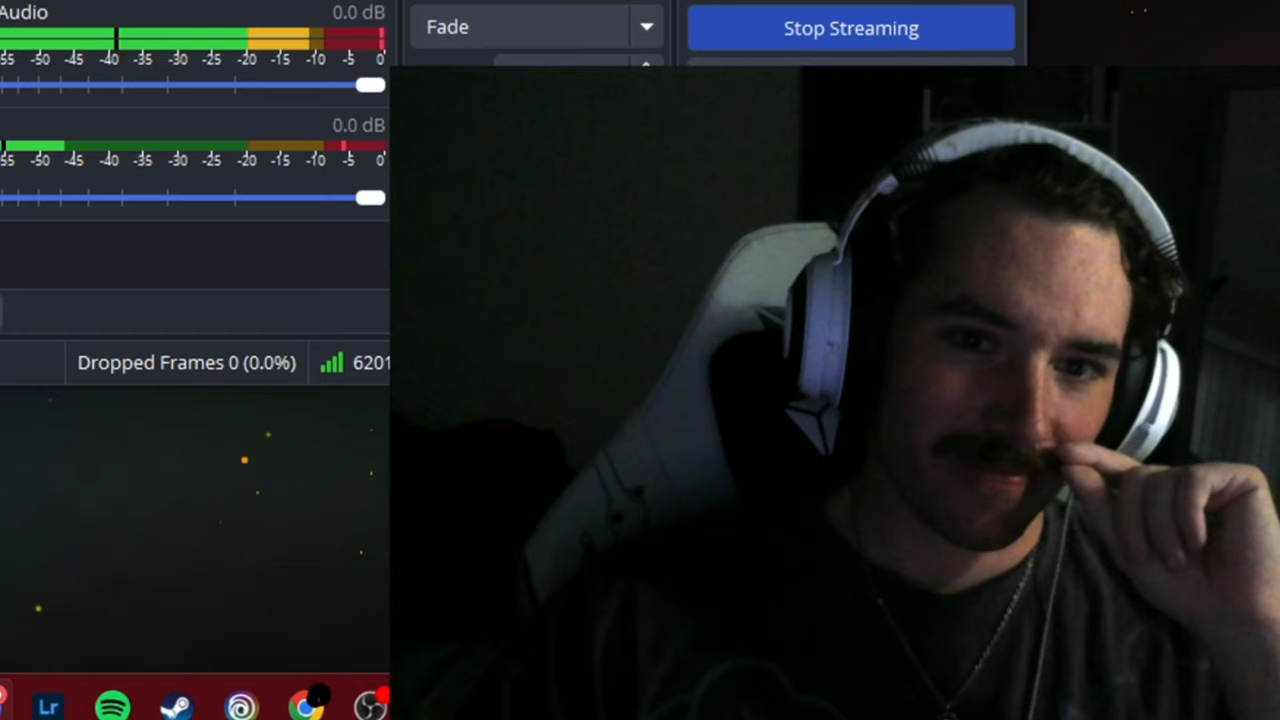 Audio
0.0 dB
55 -50 -45 -40 -35 -30 -25 -20 -15 -10 -5 0
0.0 dB
55 -50 -45 -40 -35 -30 -25 -20 -15 -10 -5 0
Fade
Stop Streaming
Dropped Frames 0 (0.0%)
6201
Lr